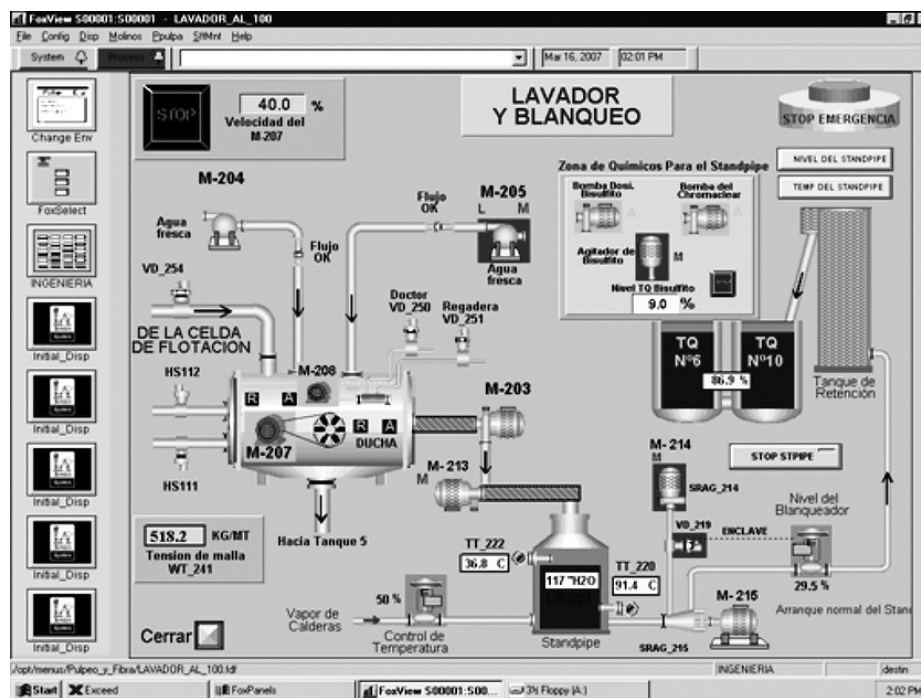 FoxView S00001:S00001 - LAVADOR_AL_100
File Config Disp Molinos Ppulpa SftMnt Help
System Process Mar 16, 2007 02:01 PM
Change Env
FoxSelect
INGENIERIA
Initial_Disp
Initial_Disp
Initial_Disp
Initial_Disp
Initial_Disp
STOP
40.0 %
Velocidad del
M-207
LAVADOR
Y BLANQUEO
STOP EMERGENCIA
NIVEL DEL STANDPIPE
TEMP DEL STANDPIPE
Zona de Químicos Para el Standpipe
Bomba Dosi.
Bisulfito
A
Bomba del
Chromaclear
A
Agitador de
Bisulfito
M
Nivel TQ Bisulfito
9.0 %
M-204
Agua
fresca
Flujo
OK
Flujo
OK
M-205
L M
Agua
fresca
VD_254
DE LA CELDA
DE FLOTACION
Doctor
VD_250
Regadera
VD_251
HS112
HS111
M-208
R A
R A
M-207
DUCHA
M-203
M-213
M
Hacia Tanque 5
518.2 KG/MT
Tension de malla
WT_241
TQ
Nº6
TQ
Nº10
86.9 %
Tanque de
Retención
M-214
M
SRAG_214
STOP STPIPE
VD_219
ENCLAVE
Nivel del
Blanqueador
29.5 %
Arranque normal del Stand
TT_222
36.8 C
117 "H2O
TT_220
91.4 C
Vapor de
Calderas
50 %
Control de
Temperatura
Standpipe
M-215
SRAG_215
Cerrar
/opt/menus/Pulpeo_y_Fibra/LAVADOR_AL_100.fdf
INGENIERIA
destin
Start Exceed FoxPanels FoxView S00001:S00... 3½ Floppy (A:) 2:02 PM